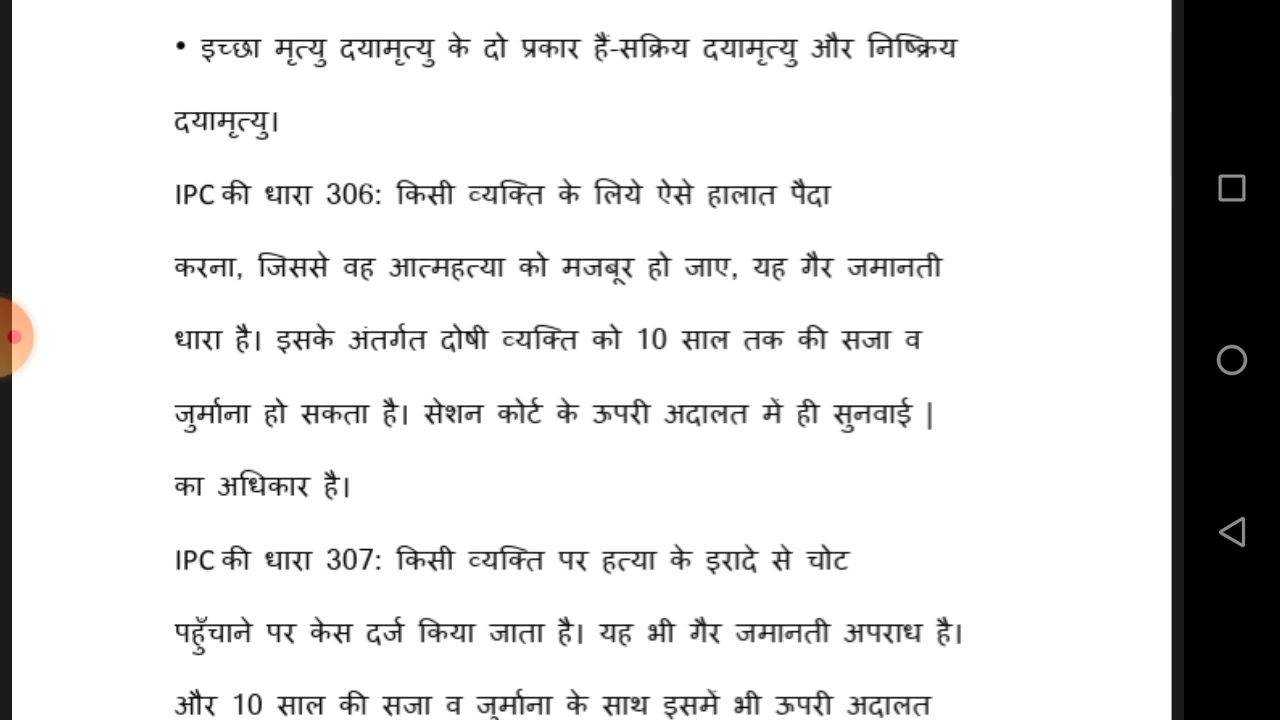 • इच्छा मृत्यु दयामृत्यु के दो प्रकार हैं-सक्रिय दयामृत्यु और निष्क्रिय
दयामृत्यु।
IPC की धारा 306: किसी व्यक्ति के लिये ऐसे हालात पैदा
करना, जिससे वह आत्महत्या को मजबूर हो जाए, यह गैर जमानती
धारा है। इसके अंतर्गत दोषी व्यक्ति को 10 साल तक की सजा व
जुर्माना हो सकता है। सेशन कोर्ट के ऊपरी अदालत में ही सुनवाई |
का अधिकार है।
IPC की धारा 307: किसी व्यक्ति पर हत्या के इरादे से चोट
पहुँचाने पर केस दर्ज किया जाता है। यह भी गैर जमानती अपराध है।
और 10 साल की सजा व जुर्माना के साथ इसमें भी ऊपरी अदालत